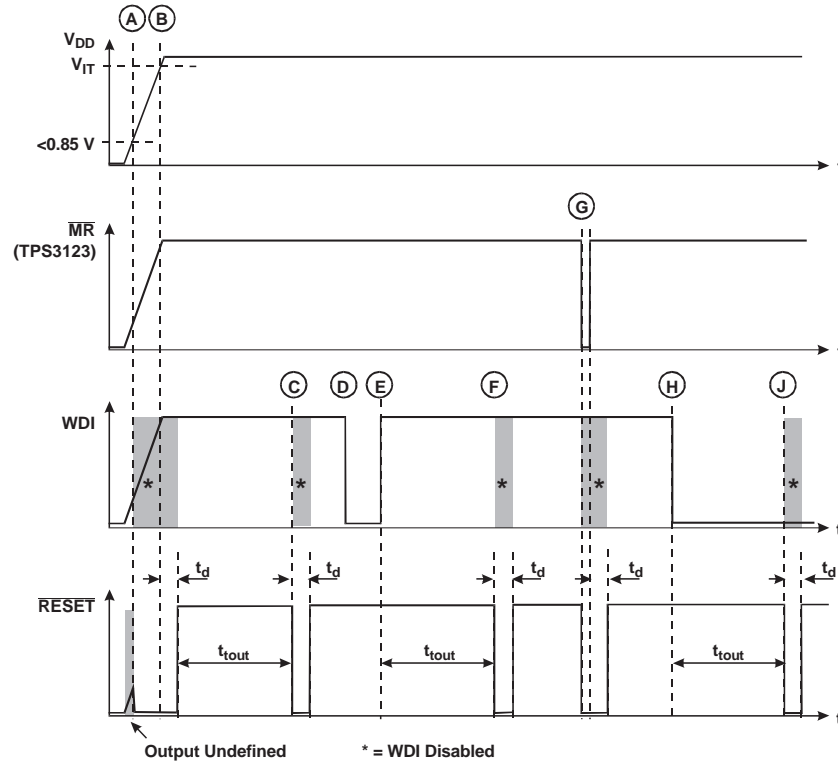 A B
VDD
VIT
<0.85 V
t
G
MR
(TPS3123)
t
C D E F H J
WDI
* * * * *
t
td td td td td
RESET
ttout ttout ttout
t
Output Undefined * = WDI Disabled